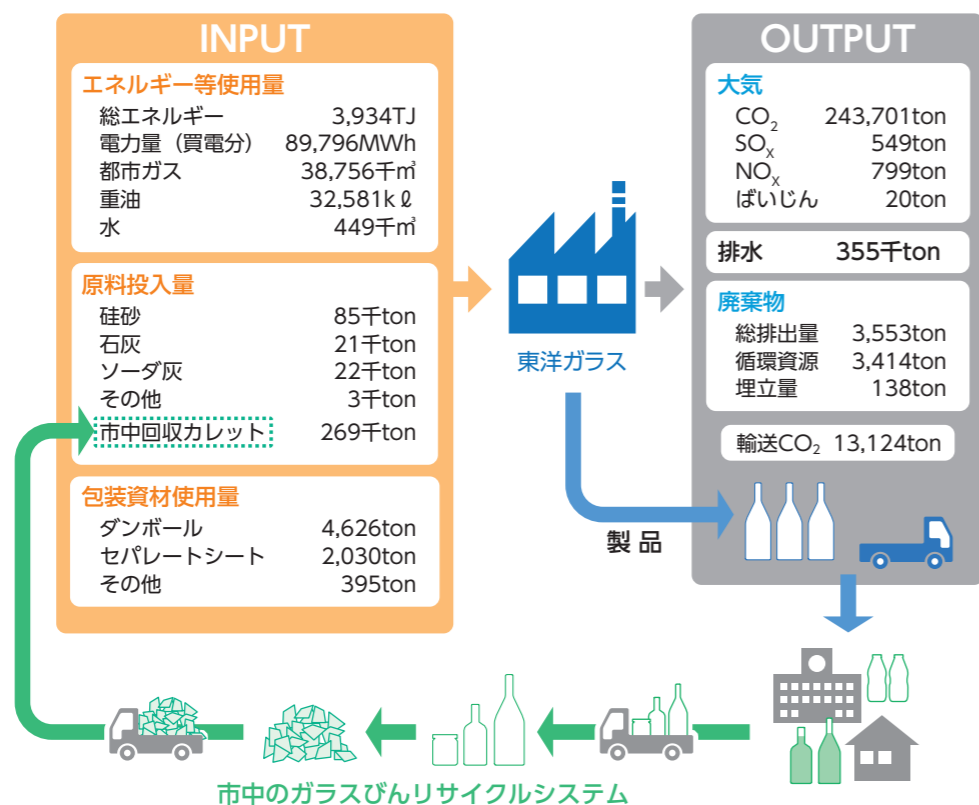 INPUT
エネルギー等使用量
総エネルギー 3,934TJ
電力量（買電分） 89,796MWh
都市ガス 38,756千㎥
重油 32,581kℓ
水 449千㎥
原料投入量
硅砂 85千ton
石灰 21千ton
ソーダ灰 22千ton
その他 3千ton
市中回収カレット 269千ton
包装資材使用量
ダンボール 4,626ton
セパレートシート 2,030ton
その他 395ton
東洋ガラス
製品
OUTPUT
大気
CO₂ 243,701ton
SOX 549ton
NOX 799ton
ばいじん 20ton
排水 355千ton
廃棄物
総排出量 3,553ton
循環資源 3,414ton
埋立量 138ton
輸送CO₂ 13,124ton
市中のガラスびんリサイクルシステム